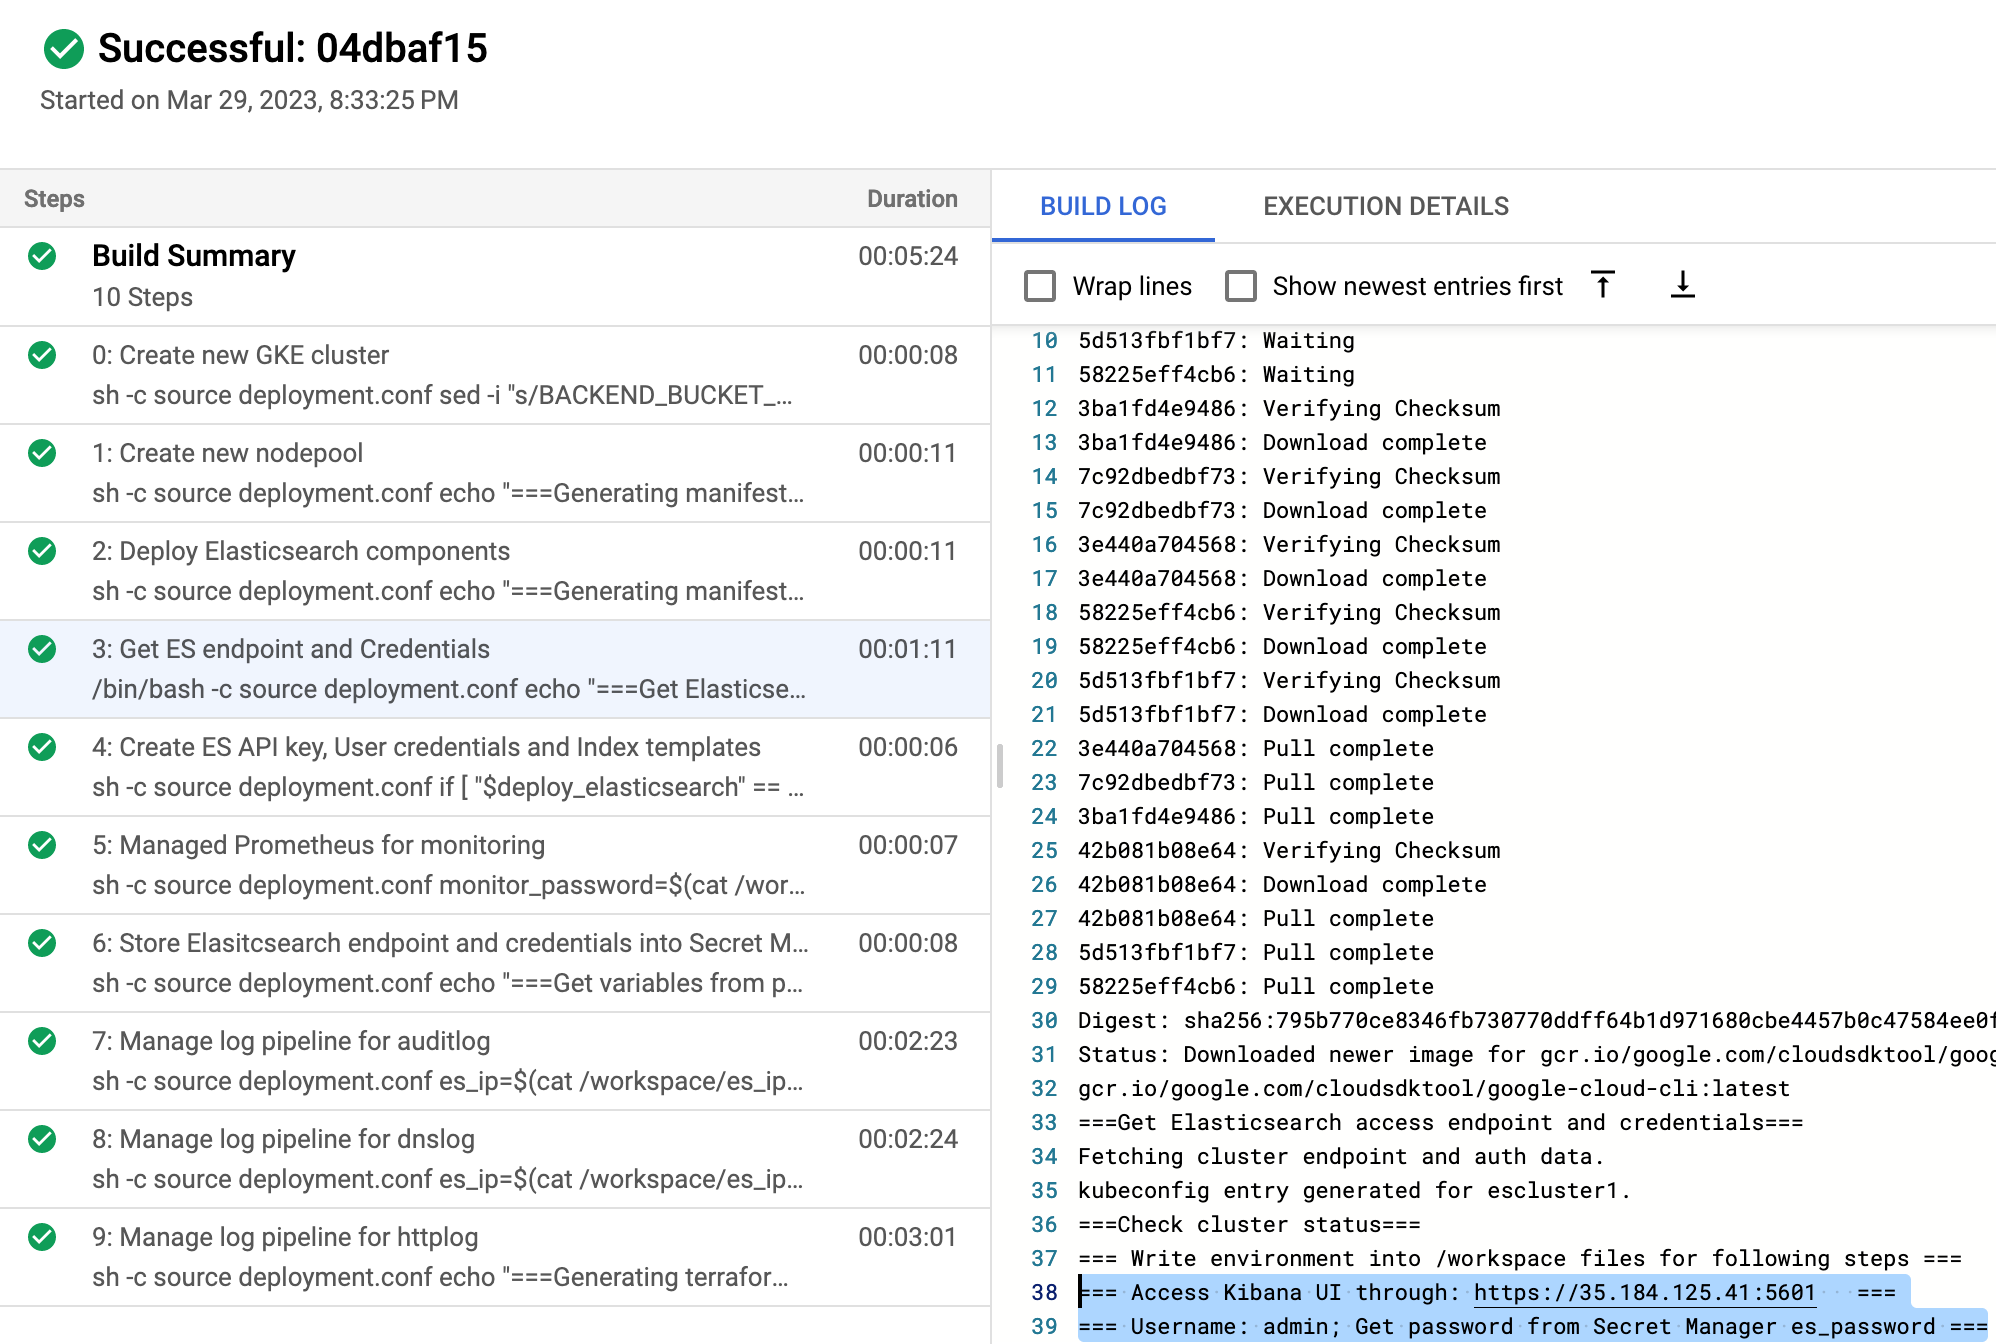 Successful: 04dbaf15
Started on Mar 29, 2023, 8:33:25 PM
Steps Duration
Build Summary 00:05:24
10 Steps
0: Create new GKE cluster 00:00:08
sh -c source deployment.conf sed -i "s/BACKEND_BUCKET_...
1: Create new nodepool 00:00:11
sh -c source deployment.conf echo "===Generating manifest...
2: Deploy Elasticsearch components 00:00:11
sh -c source deployment.conf echo "===Generating manifest...
3: Get ES endpoint and Credentials 00:01:11
/bin/bash -c source deployment.conf echo "===Get Elasticse...
4: Create ES API key, User credentials and Index templates 00:00:06
sh -c source deployment.conf if [ "$deploy_elasticsearch" == ...
5: Managed Prometheus for monitoring 00:00:07
sh -c source deployment.conf monitor_password=$(cat /wor...
6: Store Elasitcsearch endpoint and credentials into Secret M... 00:00:08
sh -c source deployment.conf echo "===Get variables from p...
7: Manage log pipeline for auditlog 00:02:23
sh -c source deployment.conf es_ip=$(cat /workspace/es_ip...
8: Manage log pipeline for dnslog 00:02:24
sh -c source deployment.conf es_ip=$(cat /workspace/es_ip...
9: Manage log pipeline for httplog 00:03:01
sh -c source deployment.conf echo "===Generating terrafor...
BUILD LOG EXECUTION DETAILS
Wrap lines Show newest entries first
10 5d513fbf1bf7: Waiting
11 58225eff4cb6: Waiting
12 3ba1fd4e9486: Verifying Checksum
13 3ba1fd4e9486: Download complete
14 7c92dbedbf73: Verifying Checksum
15 7c92dbedbf73: Download complete
16 3e440a704568: Verifying Checksum
17 3e440a704568: Download complete
18 58225eff4cb6: Verifying Checksum
19 58225eff4cb6: Download complete
20 5d513fbf1bf7: Verifying Checksum
21 5d513fbf1bf7: Download complete
22 3e440a704568: Pull complete
23 7c92dbedbf73: Pull complete
24 3ba1fd4e9486: Pull complete
25 42b081b08e64: Verifying Checksum
26 42b081b08e64: Download complete
27 42b081b08e64: Pull complete
28 5d513fbf1bf7: Pull complete
29 58225eff4cb6: Pull complete
30 Digest: sha256:795b770ce8346fb730770ddff64b1d971680cbe4457b0c47584ee0f
31 Status: Downloaded newer image for gcr.io/google.com/cloudsdktool/goog
32 gcr.io/google.com/cloudsdktool/google-cloud-cli:latest
33 ===Get Elasticsearch access endpoint and credentials===
34 Fetching cluster endpoint and auth data.
35 kubeconfig entry generated for escluster1.
36 ===Check cluster status===
37 === Write environment into /workspace files for following steps ===
38 === Access Kibana UI through: https://35.184.125.41:5601 ===
39 === Username: admin; Get password from Secret Manager es_password ===